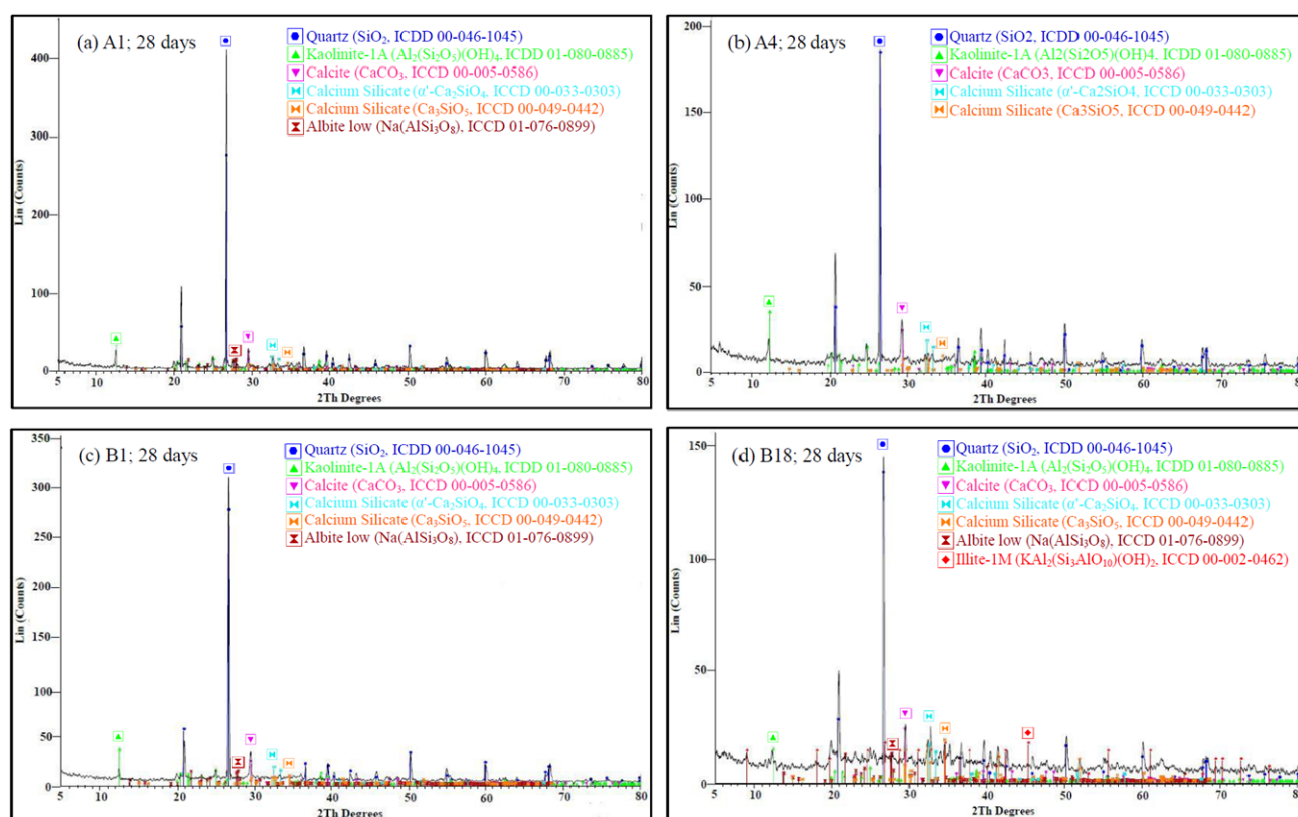 (a) A1; 28 days
Quartz (SiO₂, ICDD 00-046-1045)
Kaolinite-1A (Al₂(Si₂O₅)(OH)₄, ICDD 01-080-0885)
Calcite (CaCO₃, ICCD 00-005-0586)
Calcium Silicate (α'-Ca₂SiO₄, ICCD 00-033-0303)
Calcium Silicate (Ca₃SiO₅, ICCD 00-049-0442)
Albite low (Na(AlSi₃O₈), ICCD 01-076-0899)
Lin (Counts)
400
300
200
100
0
5 10 20 30 40 50 60 70 80
2Th Degrees
(b) A4; 28 days
Quartz (SiO2, ICDD 00-046-1045)
Kaolinite-1A (Al2(Si2O5)(OH)4, ICDD 01-080-0885)
Calcite (CaCO3, ICCD 00-005-0586)
Calcium Silicate (α'-Ca2SiO4, ICCD 00-033-0303)
Calcium Silicate (Ca3SiO5, ICCD 00-049-0442)
Lin (Counts)
200
150
100
50
0
5 10 20 30 40 50 60 70 80
2Th Degrees
(c) B1; 28 days
Quartz (SiO₂, ICDD 00-046-1045)
Kaolinite-1A (Al₂(Si₂O₅)(OH)₄, ICDD 01-080-0885)
Calcite (CaCO₃, ICCD 00-005-0586)
Calcium Silicate (α'-Ca₂SiO₄, ICCD 00-033-0303)
Calcium Silicate (Ca₃SiO₅, ICCD 00-049-0442)
Albite low (Na(AlSi₃O₈), ICCD 01-076-0899)
Lin (Counts)
350
300
250
200
150
100
50
0
5 10 20 30 40 50 60 70 80
2Th Degrees
(d) B18; 28 days
Quartz (SiO₂, ICDD 00-046-1045)
Kaolinite-1A (Al₂(Si₂O₅)(OH)₄, ICDD 01-080-0885)
Calcite (CaCO₃, ICCD 00-005-0586)
Calcium Silicate (α'-Ca₂SiO₄, ICCD 00-033-0303)
Calcium Silicate (Ca₃SiO₅, ICCD 00-049-0442)
Albite low (Na(AlSi₃O₈), ICCD 01-076-0899)
Illite-1M (KAl₂(Si₃AlO₁₀)(OH)₂, ICCD 00-002-0462)
Lin (Counts)
150
100
50
0
5 10 20 30 40 50 60 70 80
2Th Degrees